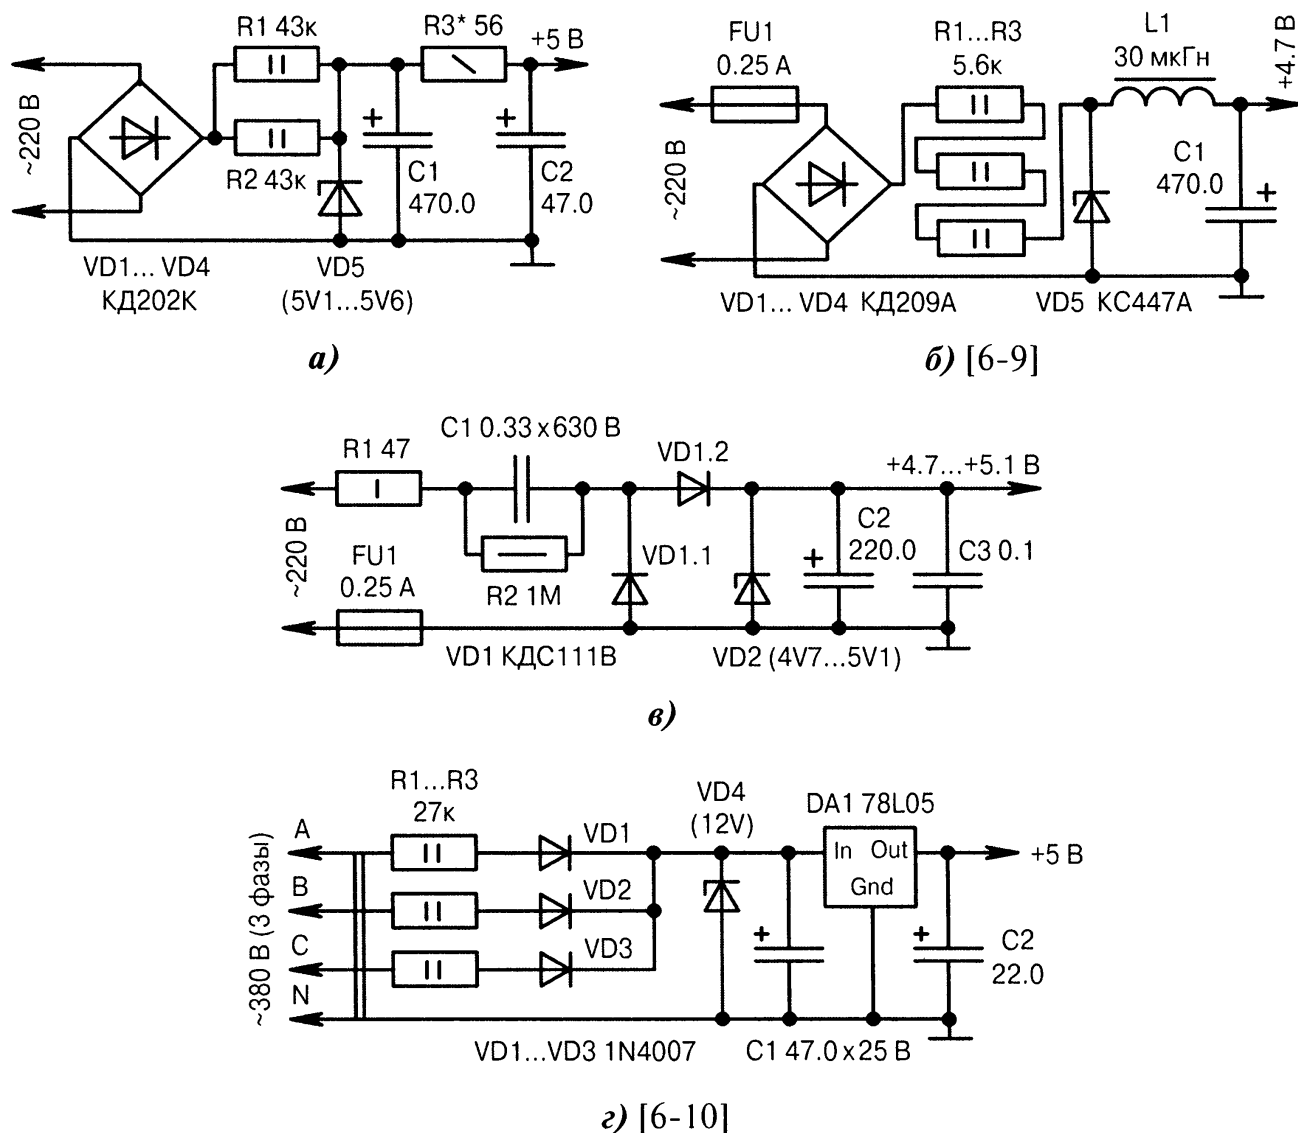 R1 43к
R3* 56
+5 В
~220 В
R2 43к
+
C1
470.0
+
C2
47.0
VD1... VD4
КД202К
VD5
(5V1...5V6)
а)
FU1
0.25 А
R1...R3
5.6к
L1
30 мкГн
+4.7 В
~220 В
C1
470.0
+
VD1... VD4 КД209А
VD5 КС447А
б) [6-9]
C1 0.33 x 630 В
R1 47
VD1.2
+4.7...+5.1 В
~220 В
FU1
0.25 А
R2 1М
VD1.1
+
C2
220.0
C3 0.1
VD1 КДС111В
VD2 (4V7...5V1)
в)
R1...R3
27к
VD4
(12V)
DA1 78L05
~380 В (3 фазы)
A
B
C
N
VD1
VD2
VD3
In Out
Gnd
+5 В
+
+
C2
22.0
VD1...VD3 1N4007
C1 47.0 x 25 В
г) [6-10]